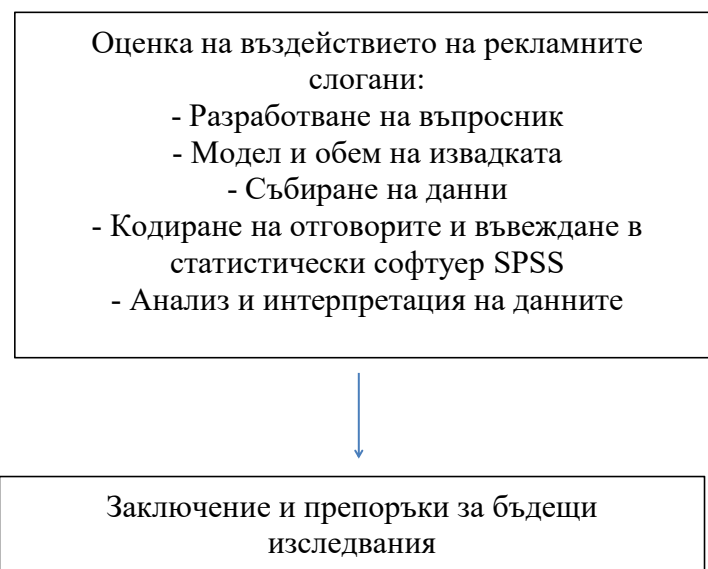 Оценка на въздействието на рекламните
слогани:
- Разработване на въпросник
- Модел и обем на извадката
- Събиране на данни
- Кодиране на отговорите и въвеждане в
статистически софтуер SPSS
- Анализ и интерпретация на данните
Заключение и препоръки за бъдещи
изследвания